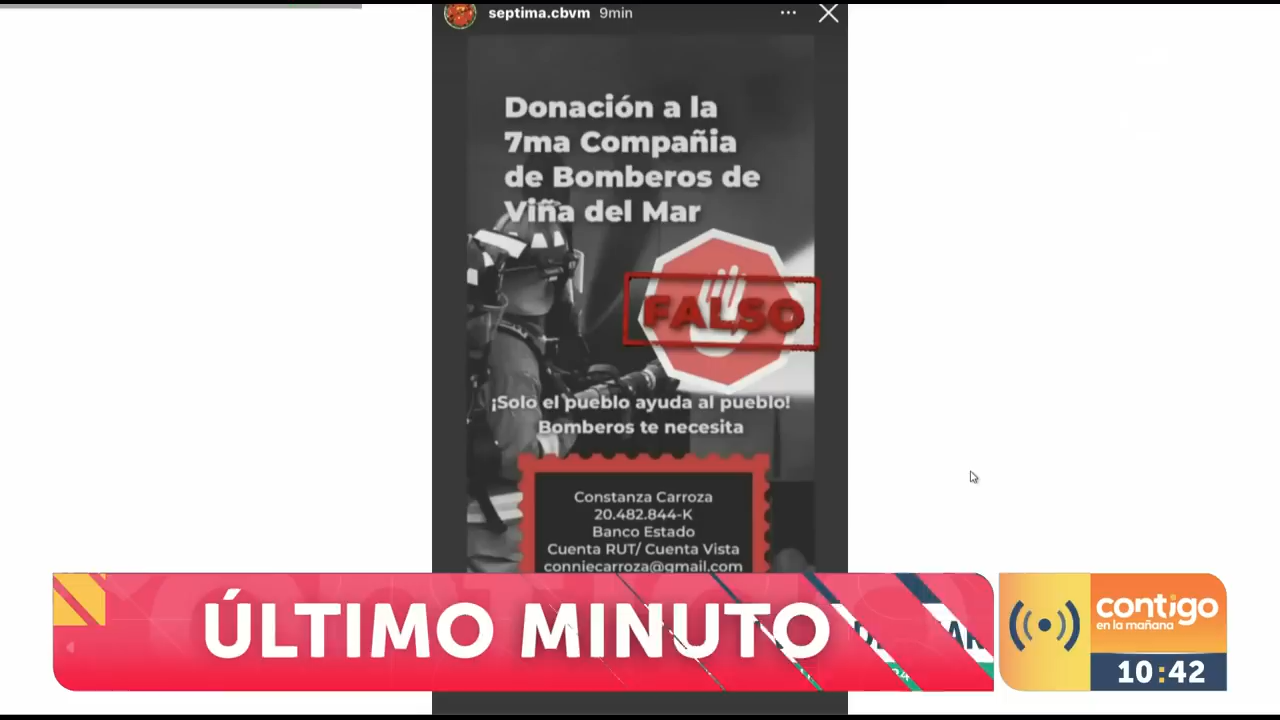 septima.cbvm 9min
Donación a la
7ma Compañia
de Bomberos de
Viña del Mar
FALSO
¡Solo el pueblo ayuda al pueblo!
Bomberos te necesita
Constanza Carroza
20.482.844-K
Banco Estado
Cuenta RUT/ Cuenta Vista
conniecarroza@gmail.com
ÚLTIMO MINUTO
contigo
en la mañana
10:42